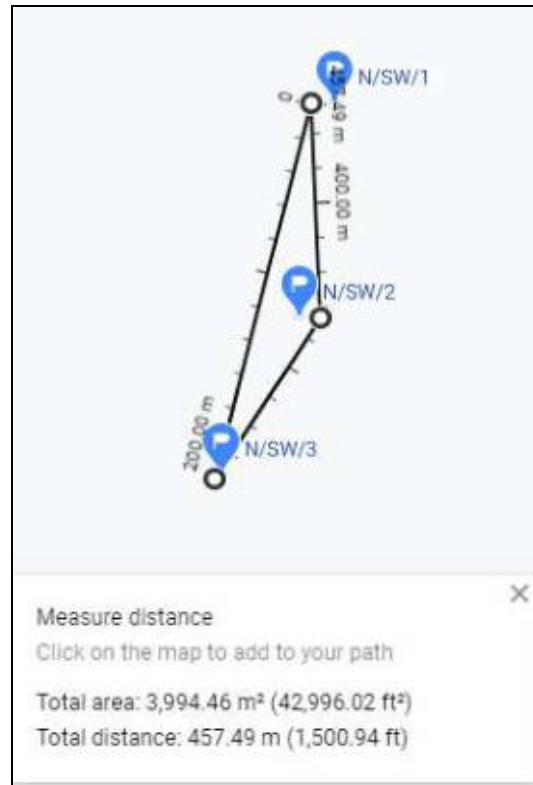 N/SW/1
0
457.49 m
400.00 m
N/SW/2
200.00 m
N/SW/3
Measure distance
Click on the map to add to your path
Total area: 3,994.46 m² (42,996.02 ft²)
Total distance: 457.49 m (1,500.94 ft)